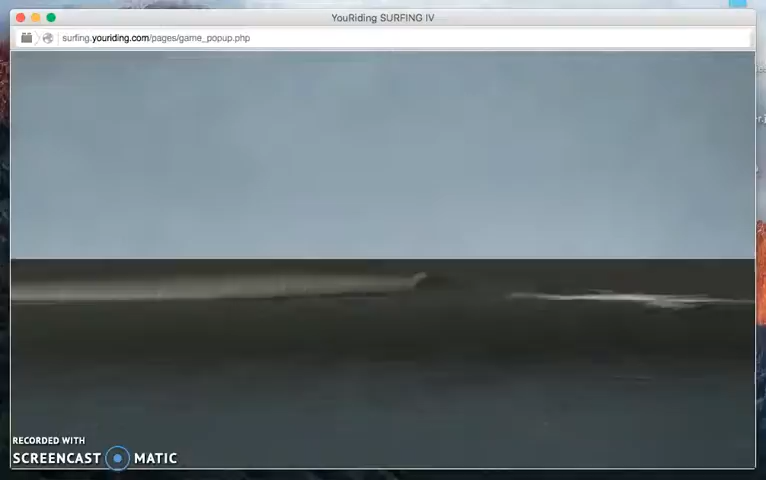 YouRiding SURFING IV
surfing.youriding.com/pages/game_popup.php
RECORDED WITH
SCREENCAST MATIC